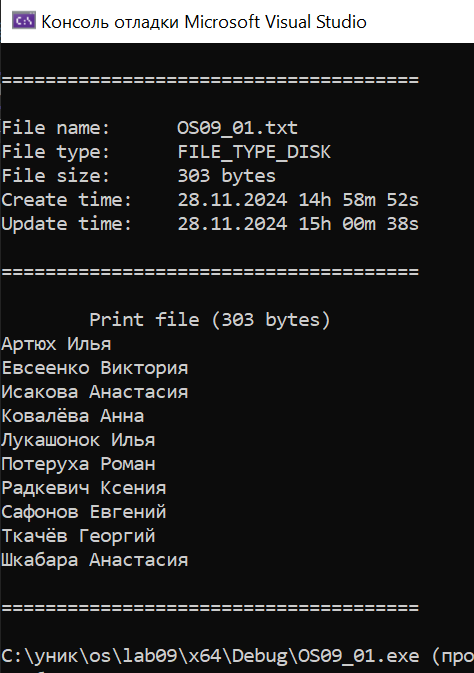 Консоль отладки Microsoft Visual Studio
======================================
File name:      OS09_01.txt
File type:      FILE_TYPE_DISK
File size:      303 bytes
Create time:    28.11.2024 14h 58m 52s
Update time:    28.11.2024 15h 00m 38s
======================================
Print file (303 bytes)
Артюх Илья
Евсеенко Виктория
Исакова Анастасия
Ковалёва Анна
Лукашонок Илья
Потеруха Роман
Радкевич Ксения
Сафонов Евгений
Ткачёв Георгий
Шкабара Анастасия
======================================
C:\уник\os\lab09\x64\Debug\OS09_01.exe (про